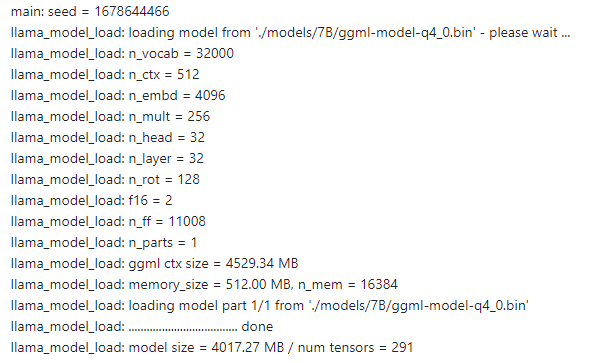 main: seed = 1678644466
llama_model_load: loading model from './models/7B/ggml-model-q4_0.bin' - please wait ...
llama_model_load: n_vocab = 32000
llama_model_load: n_ctx = 512
llama_model_load: n_embd = 4096
llama_model_load: n_mult = 256
llama_model_load: n_head = 32
llama_model_load: n_layer = 32
llama_model_load: n_rot = 128
llama_model_load: f16 = 2
llama_model_load: n_ff = 11008
llama_model_load: n_parts = 1
llama_model_load: ggml ctx size = 4529.34 MB
llama_model_load: memory_size = 512.00 MB, n_mem = 16384
llama_model_load: loading model part 1/1 from './models/7B/ggml-model-q4_0.bin'
llama_model_load: .................................... done
llama_model_load: model size = 4017.27 MB / num tensors = 291